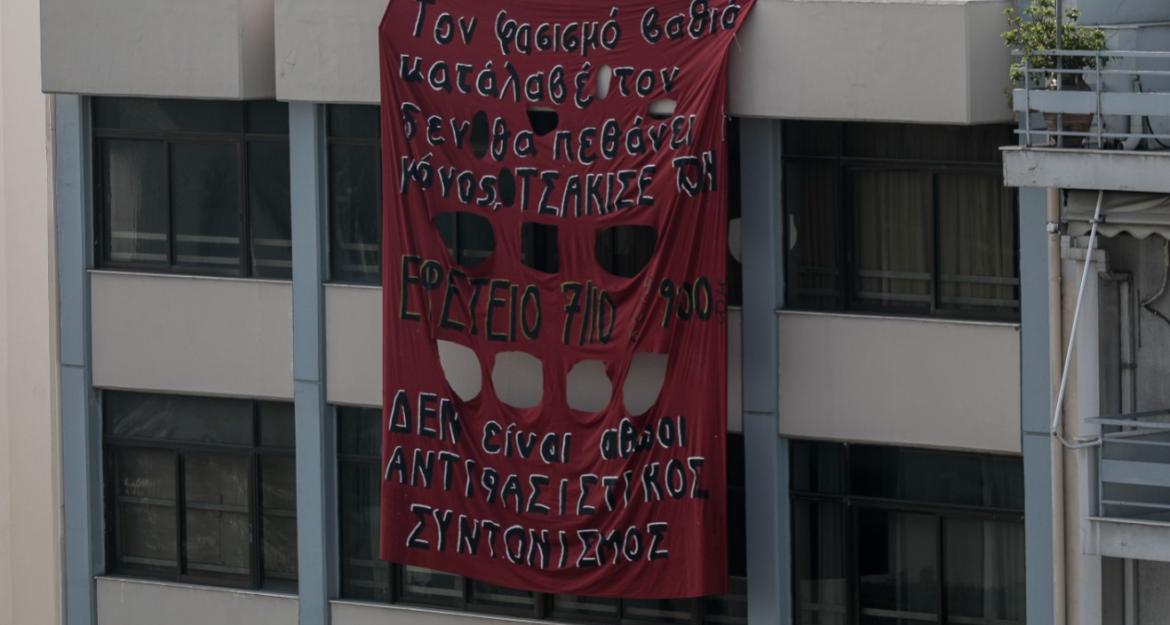 Τον φασισμό βαθιά
κατάλαβέ τον
δεν θα πεθάνει
μόνος, ΤΣΑΚΙΣΕ ΤΟΝ
ΕΦΕΤΕΙΟ 7/10 9:00
ΔΕΝ είναι αθώοι
ΑΝΤΙΦΑΣΙΣΤΙΚΟΣ
ΣΥΝΤΟΝΙΣΜΟΣ